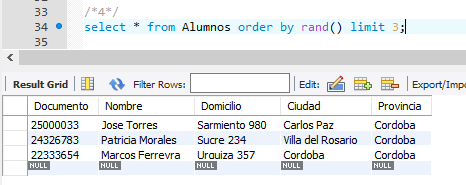 33 /*4*/
34 select * from Alumnos order by rand() limit 3;
35
Result Grid Filter Rows: Edit: Export/Impo
Documento Nombre Domicilio Ciudad Provincia
25000033 Jose Torres Sarmiento 980 Carlos Paz Cordoba
24326783 Patricia Morales Sucre 234 Villa del Rosario Cordoba
22333654 Marcos Ferreyra Urquiza 357 Cordoba Cordoba
NULL NULL NULL NULL NULL